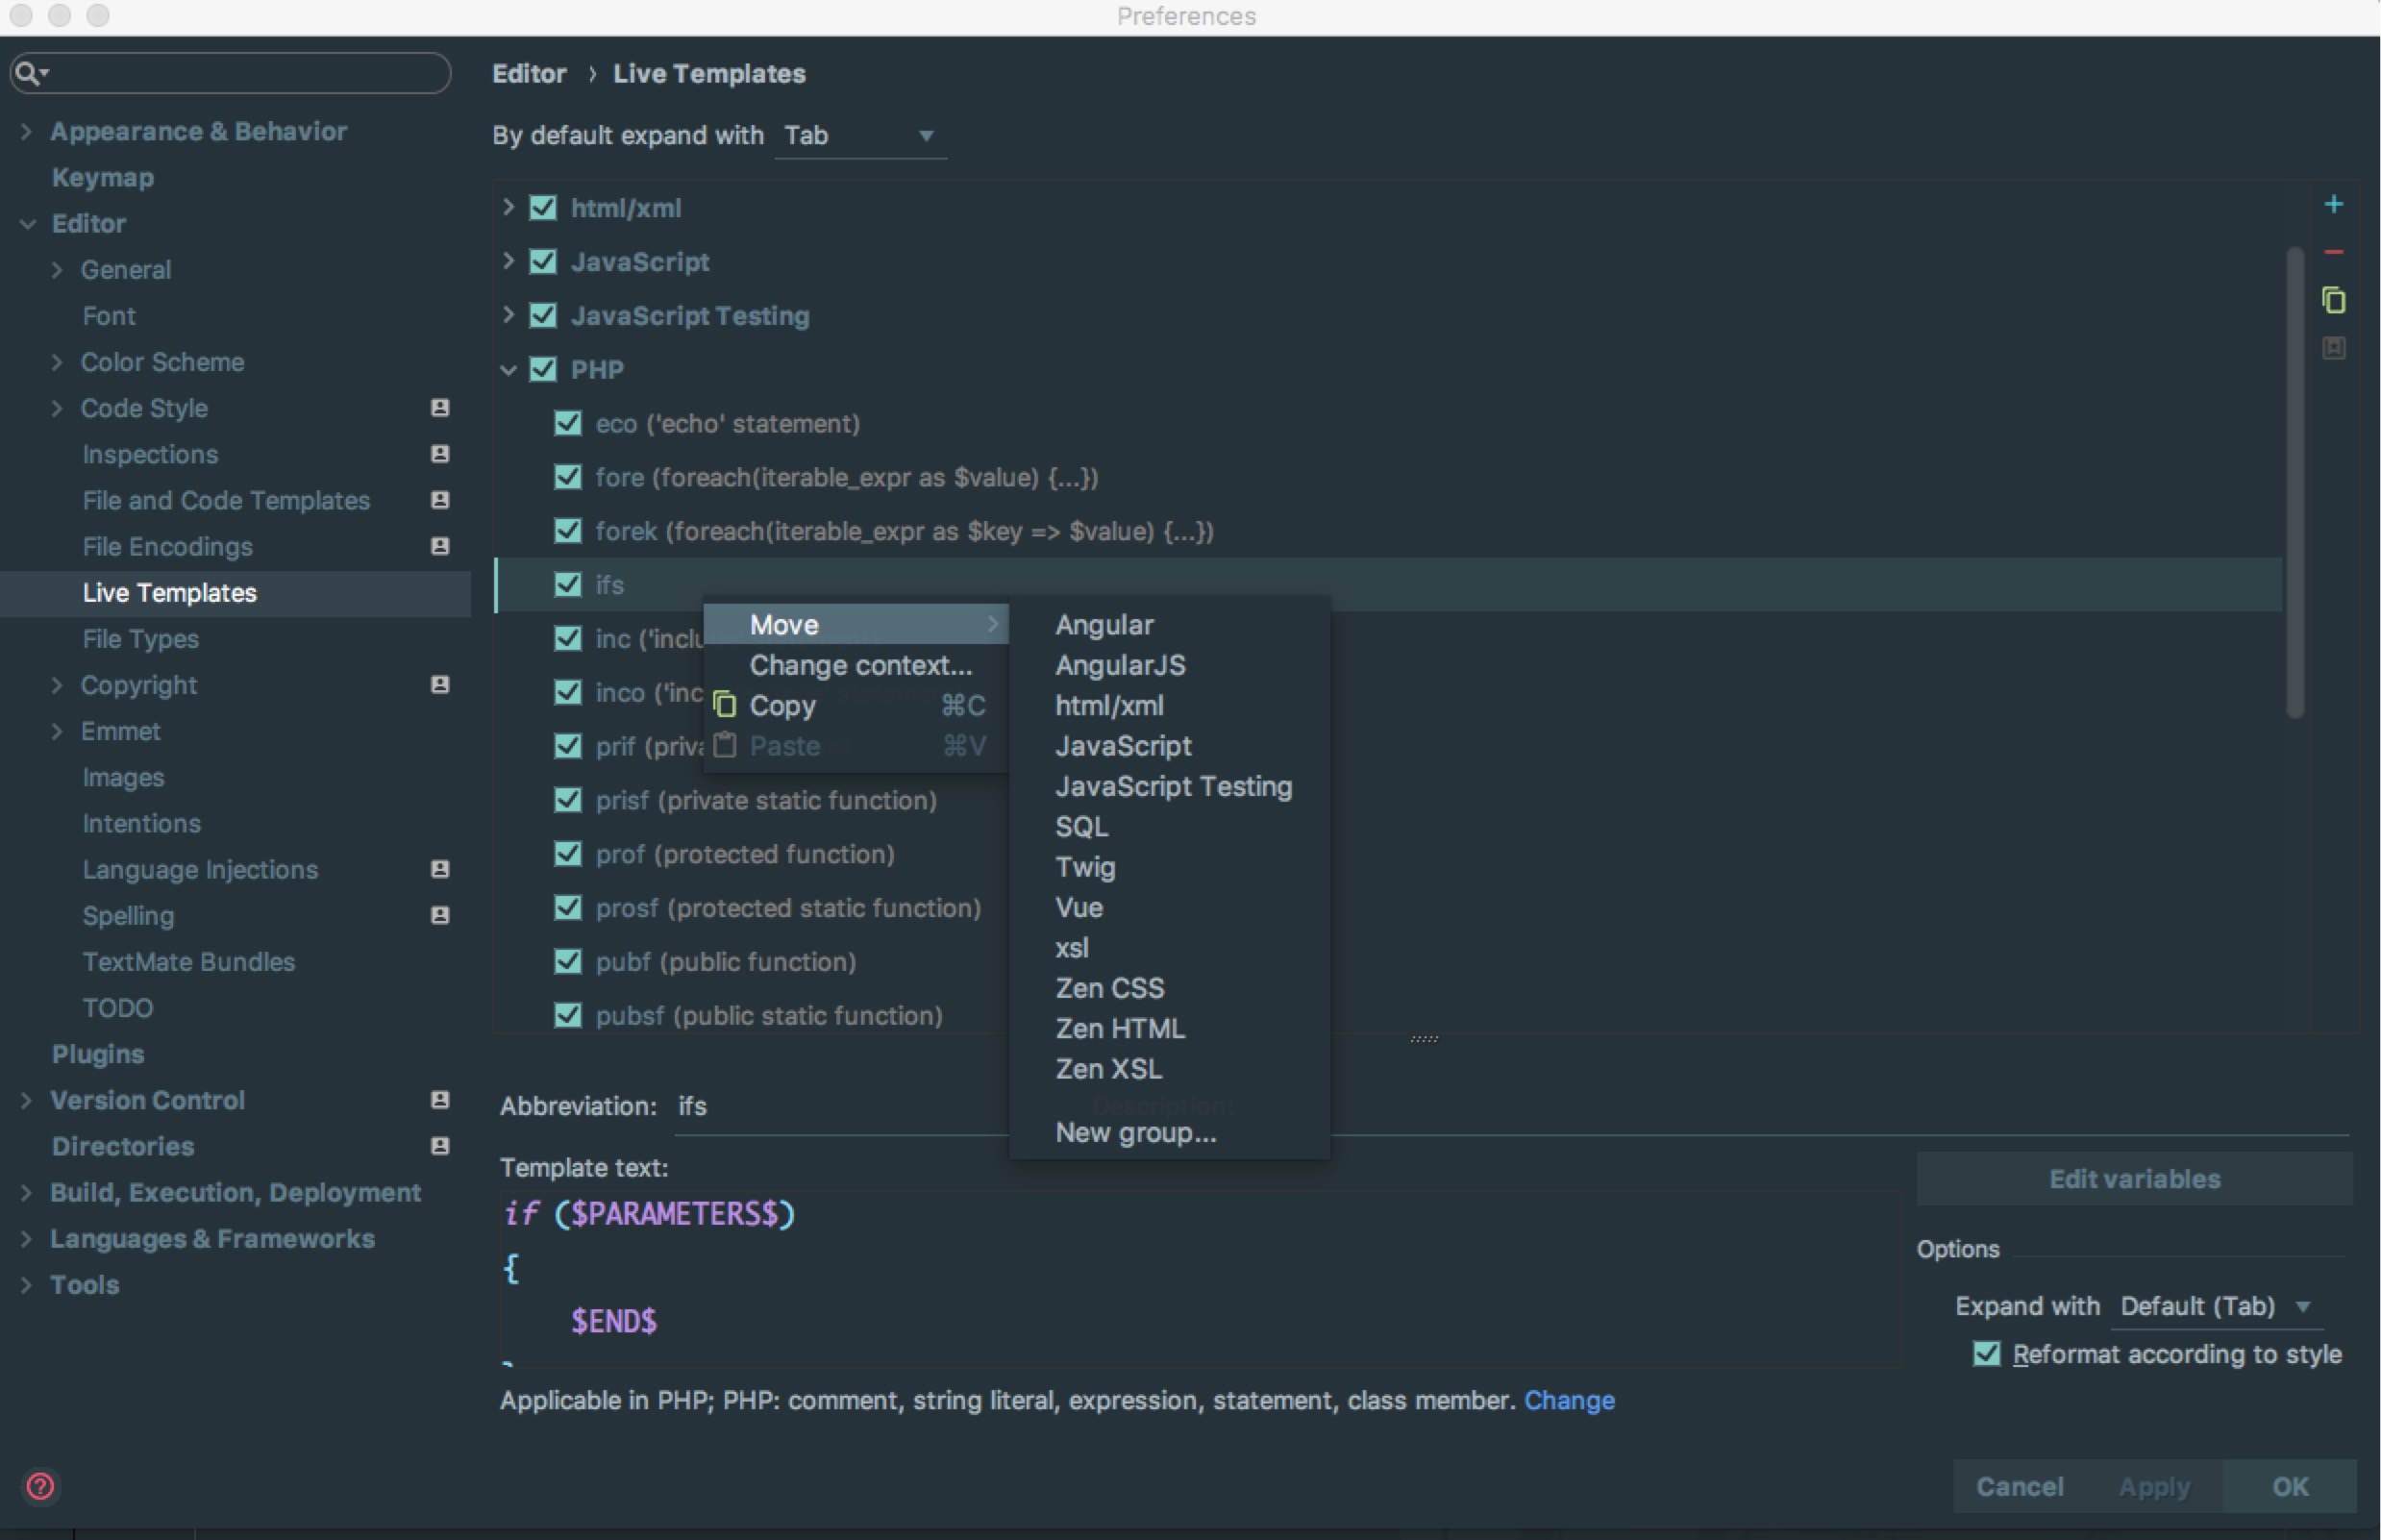 Preferences
Appearance & Behavior
Keymap
Editor
General
Font
Color Scheme
Code Style
Inspections
File and Code Templates
File Encodings
Live Templates
File Types
Copyright
Emmet
Images
Intentions
Language Injections
Spelling
TextMate Bundles
TODO
Plugins
Version Control
Directories
Build, Execution, Deployment
Languages & Frameworks
Tools
Editor › Live Templates
By default expand with Tab
html/xml
JavaScript
JavaScript Testing
PHP
eco ('echo' statement)
fore (foreach(iterable_expr as $value) {...})
forek (foreach(iterable_expr as $key => $value) {...})
ifs
inc ('inclu
inco ('inc
prif (priva
prisf (private static function)
prof (protected function)
prosf (protected static function)
pubf (public function)
pubsf (public static function)
Move
Change context...
Copy ⌘C
Paste ⌘V
Angular
AngularJS
html/xml
JavaScript
JavaScript Testing
SQL
Twig
Vue
xsl
Zen CSS
Zen HTML
Zen XSL
New group...
Abbreviation: ifs
Description:
Template text:
if ($PARAMETERS$)
{
$END$
Edit variables
Options
Expand with Default (Tab)
Reformat according to style
Applicable in PHP; PHP: comment, string literal, expression, statement, class member. Change
Cancel
Apply
OK